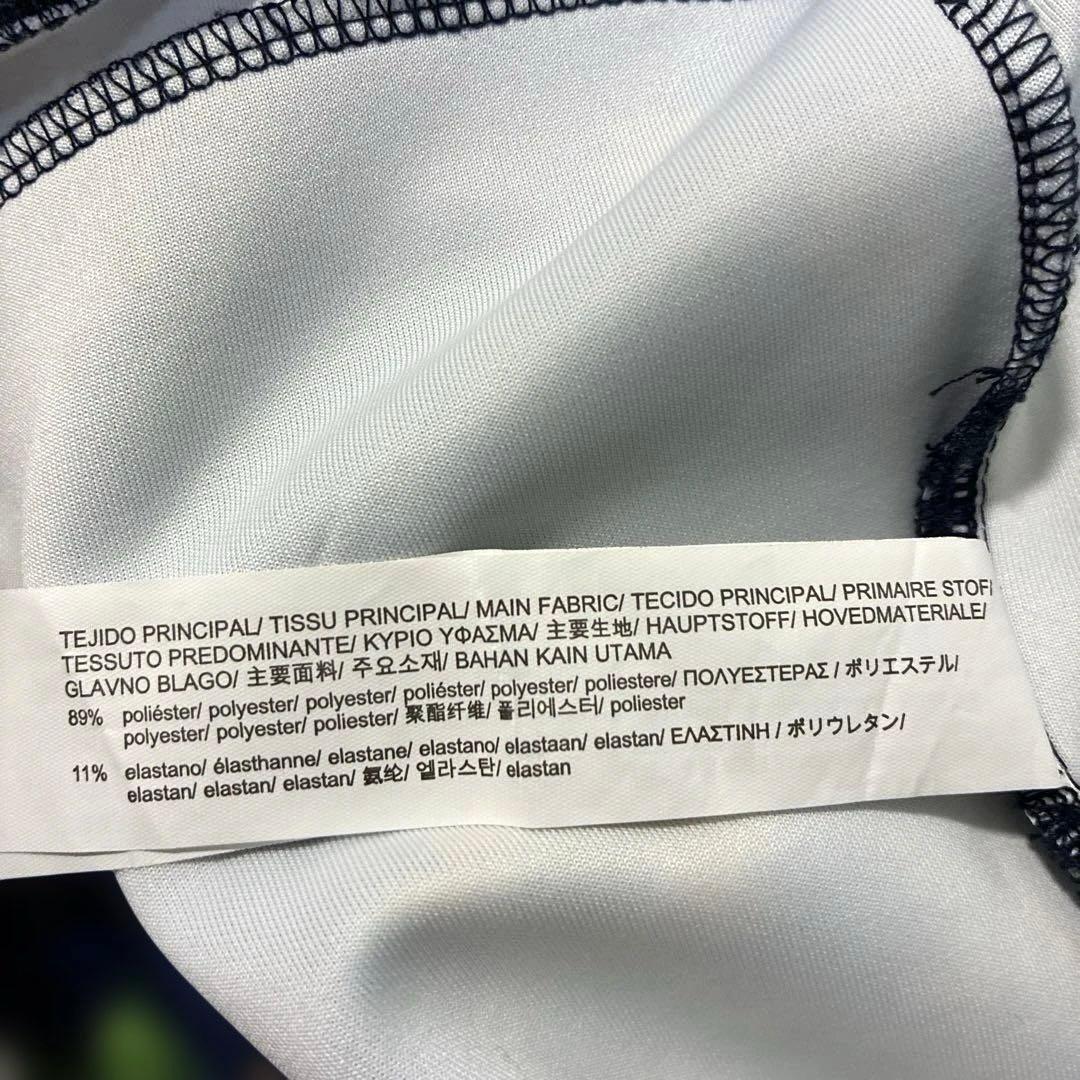 TEJIDO PRINCIPAL/ TISSU PRINCIPAL/ MAIN FABRIC/ TECIDO PRINCIPAL/ PRIMAIRE STOF/
TESSUTO PREDOMINANTE/ ΚΥΡΙΟ ΥΦΑΣΜΑ/ 主要生地/ HAUPTSTOFF/ HOVEDMATERIALE/
GLAVNO BLAGO/ 主要面料/ 주요소재/ BAHAN KAIN UTAMA
89% poliéster/ polyester/ polyester/ poliéster/ polyester/ poliestere/ ΠΟΛΥΕΣΤΕΡΑΣ / ポリエステル/
polyester/ polyester/ poliester/ 聚酯纤维/ 폴리에스터/ poliester
11% elastano/ élasthanne/ elastane/ elastano/ elastaan/ elastan/ ΕΛΑΣΤΙΝΗ / ポリウレタン/
elastan/ elastan/ elastan/ 氨纶/ 엘라스탄/ elastan